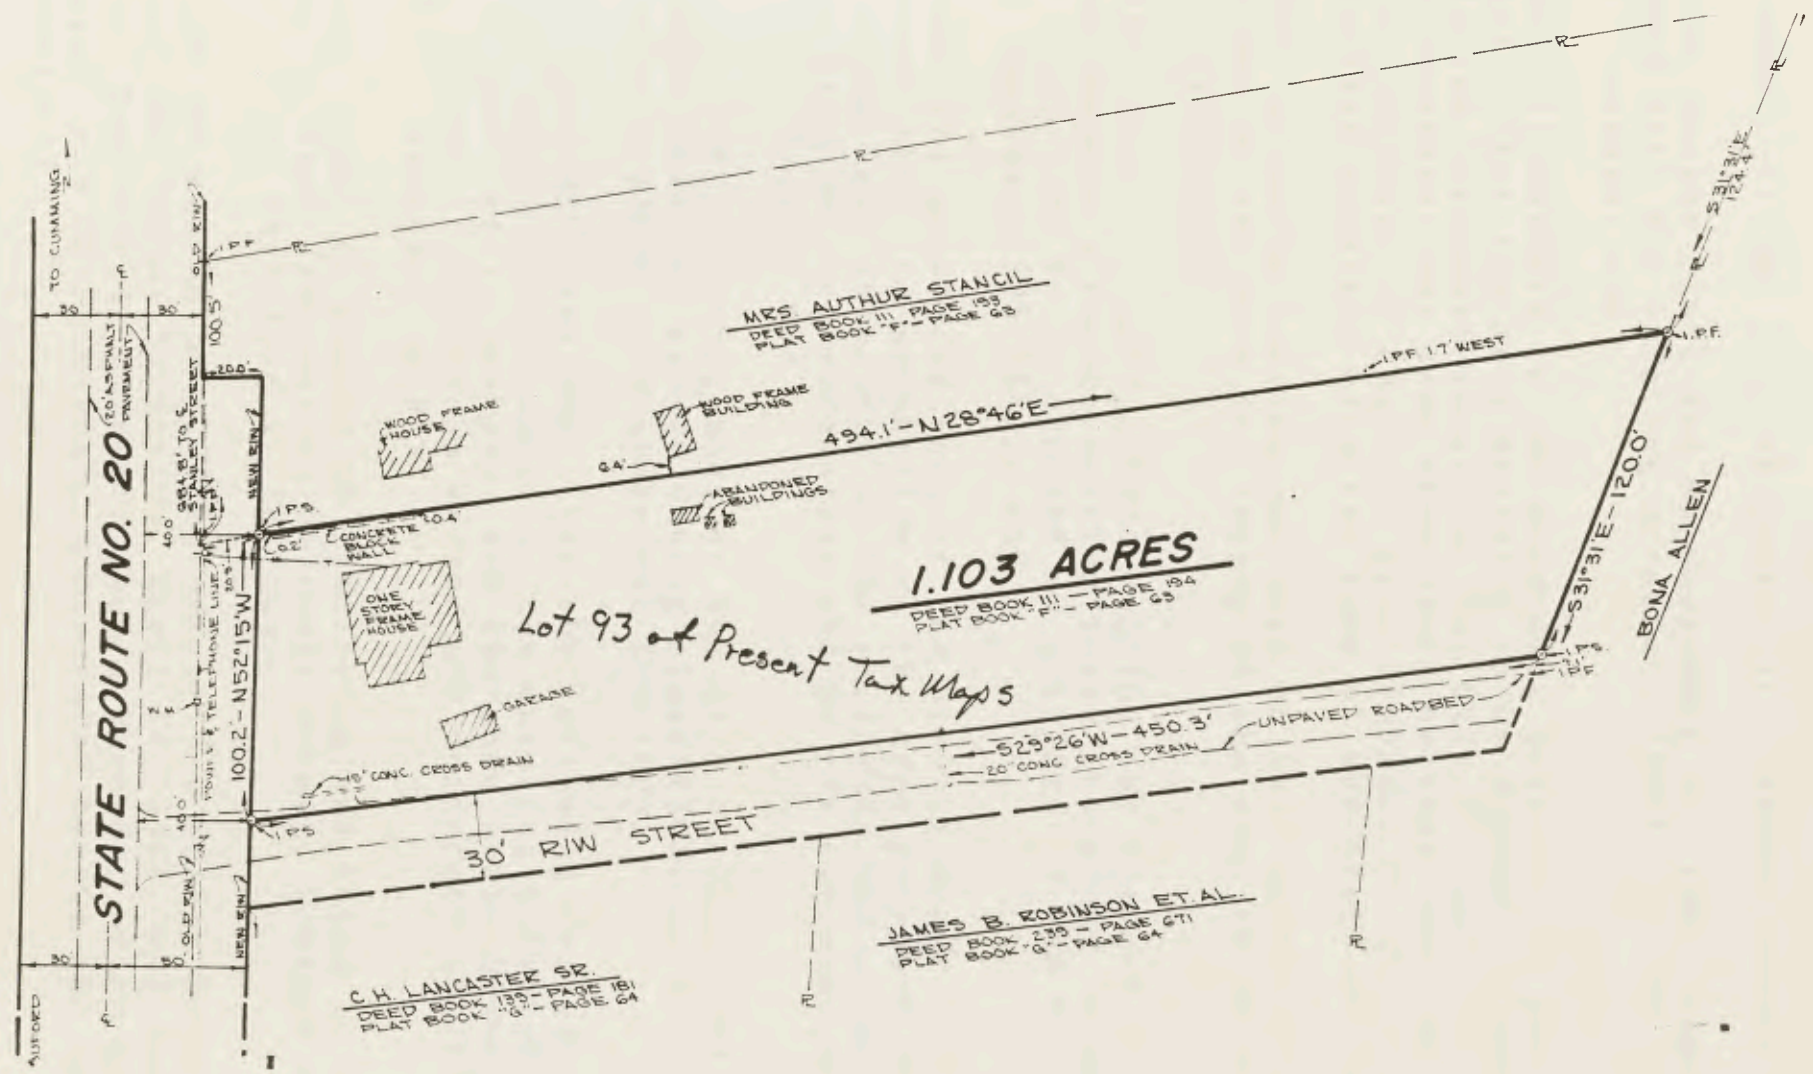 TO CUMMING
OLD R/W
I.P.F
S 31°31'E
124.4
30
30
100.5'
20' ASPHALT
PAVEMENT
STATE ROUTE NO. 20
984.8' TO ℄
STANLEY STREET
20.0'
NEW R/W
MRS. AUTHUR STANCIL
DEED BOOK 111 PAGE 199
PLAT BOOK "F" - PAGE 63
I.P.F.
I.P.F 1.7' WEST
WOOD FRAME
HOUSE
WOOD FRAME
BUILDING
6.4'
494.1' - N28°46'E
ABANDONED
BUILDINGS
I.P.S.
0.4'
0.2'
CONCRETE
BLOCK
WALL
40.0'
20.9'
TELEPHONE LINE
100.2' - N52°15'W
ONE
STORY
FRAME
HOUSE
1.103 ACRES
DEED BOOK 111 - PAGE 194
PLAT BOOK "F" - PAGE 63
Lot 93 of Present Tax Maps
S31°31'E - 120.0'
BONA ALLEN
I.P.S.
I.P.F
W.M.
GARAGE
18" CONC. CROSS DRAIN
S29°26'W - 450.3'
20" CONC CROSS DRAIN
UNPAVED ROADBED
40.0'
I.P.S
30' R/W STREET
OLD R/W
NEW R/W
30'
50'
C. H. LANCASTER SR.
DEED BOOK 139 - PAGE 181
PLAT BOOK "G" - PAGE 64
JAMES B. ROBINSON ET. AL.
DEED BOOK 239 - PAGE 671
PLAT BOOK "G" - PAGE 64
BUFORD